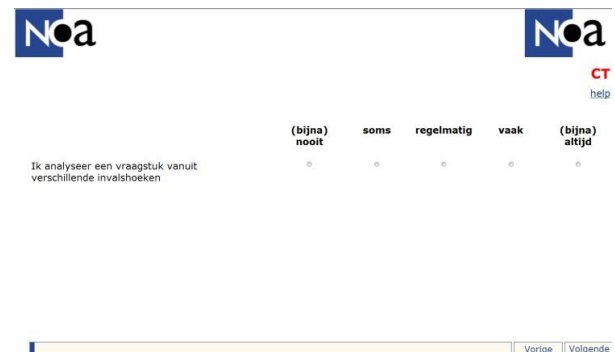 Noa
Noa
CT
help
(bijna) nooit soms regelmatig vaak (bijna) altijd
Ik analyseer een vraagstuk vanuit
verschillende invalshoeken
Vorige Volgende